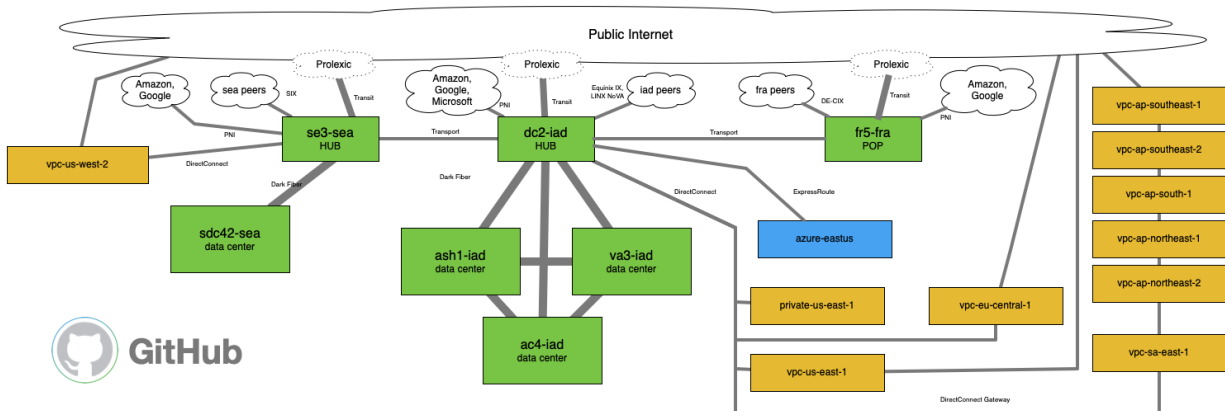 Public Internet
Prolexic
Prolexic
Prolexic
Amazon,
Google
sea peers
SIX
Transit
Amazon,
Google,
Microsoft
PNI
Transit
Equinix IX,
LINX NoVA
iad peers
fra peers
DE-CIX
Transit
Amazon,
Google
PNI
PNI
se3-sea
HUB
Transport
dc2-iad
HUB
Transport
fr5-fra
POP
vpc-us-west-2
DirectConnect
Dark Fiber
Dark Fiber
DirectConnect
ExpressRoute
sdc42-sea
data center
ash1-iad
data center
va3-iad
data center
ac4-iad
data center
azure-eastus
private-us-east-1
vpc-eu-central-1
vpc-us-east-1
vpc-ap-southeast-1
vpc-ap-southeast-2
vpc-ap-south-1
vpc-ap-northeast-1
vpc-ap-northeast-2
vpc-sa-east-1
DirectConnect Gateway
GitHub